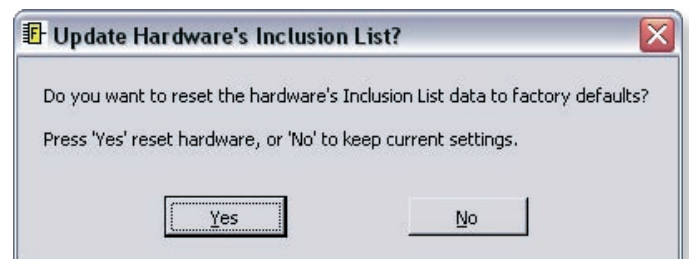 Update Hardware's Inclusion List?
Do you want to reset the hardware's Inclusion List data to factory defaults?
Press 'Yes' reset hardware, or 'No' to keep current settings.
Yes
No